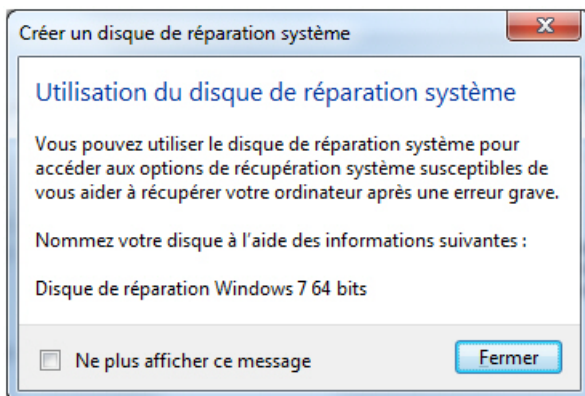 Créer un disque de réparation système
Utilisation du disque de réparation système
Vous pouvez utiliser le disque de réparation système pour
accéder aux options de récupération système susceptibles de
vous aider à récupérer votre ordinateur après une erreur grave.
Nommez votre disque à l'aide des informations suivantes :
Disque de réparation Windows 7 64 bits
Ne plus afficher ce message
Fermer